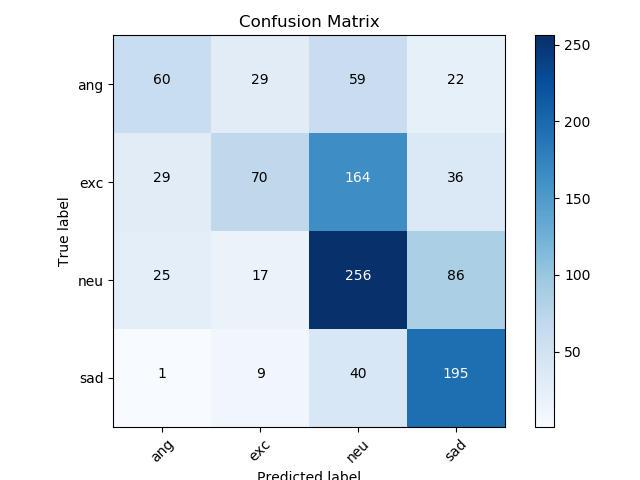 Confusion Matrix
True label
ang 60 29 59 22
exc 29 70 164 36
neu 25 17 256 86
sad 1 9 40 195
ang exc neu sad
Predicted label
250
200
150
100
50